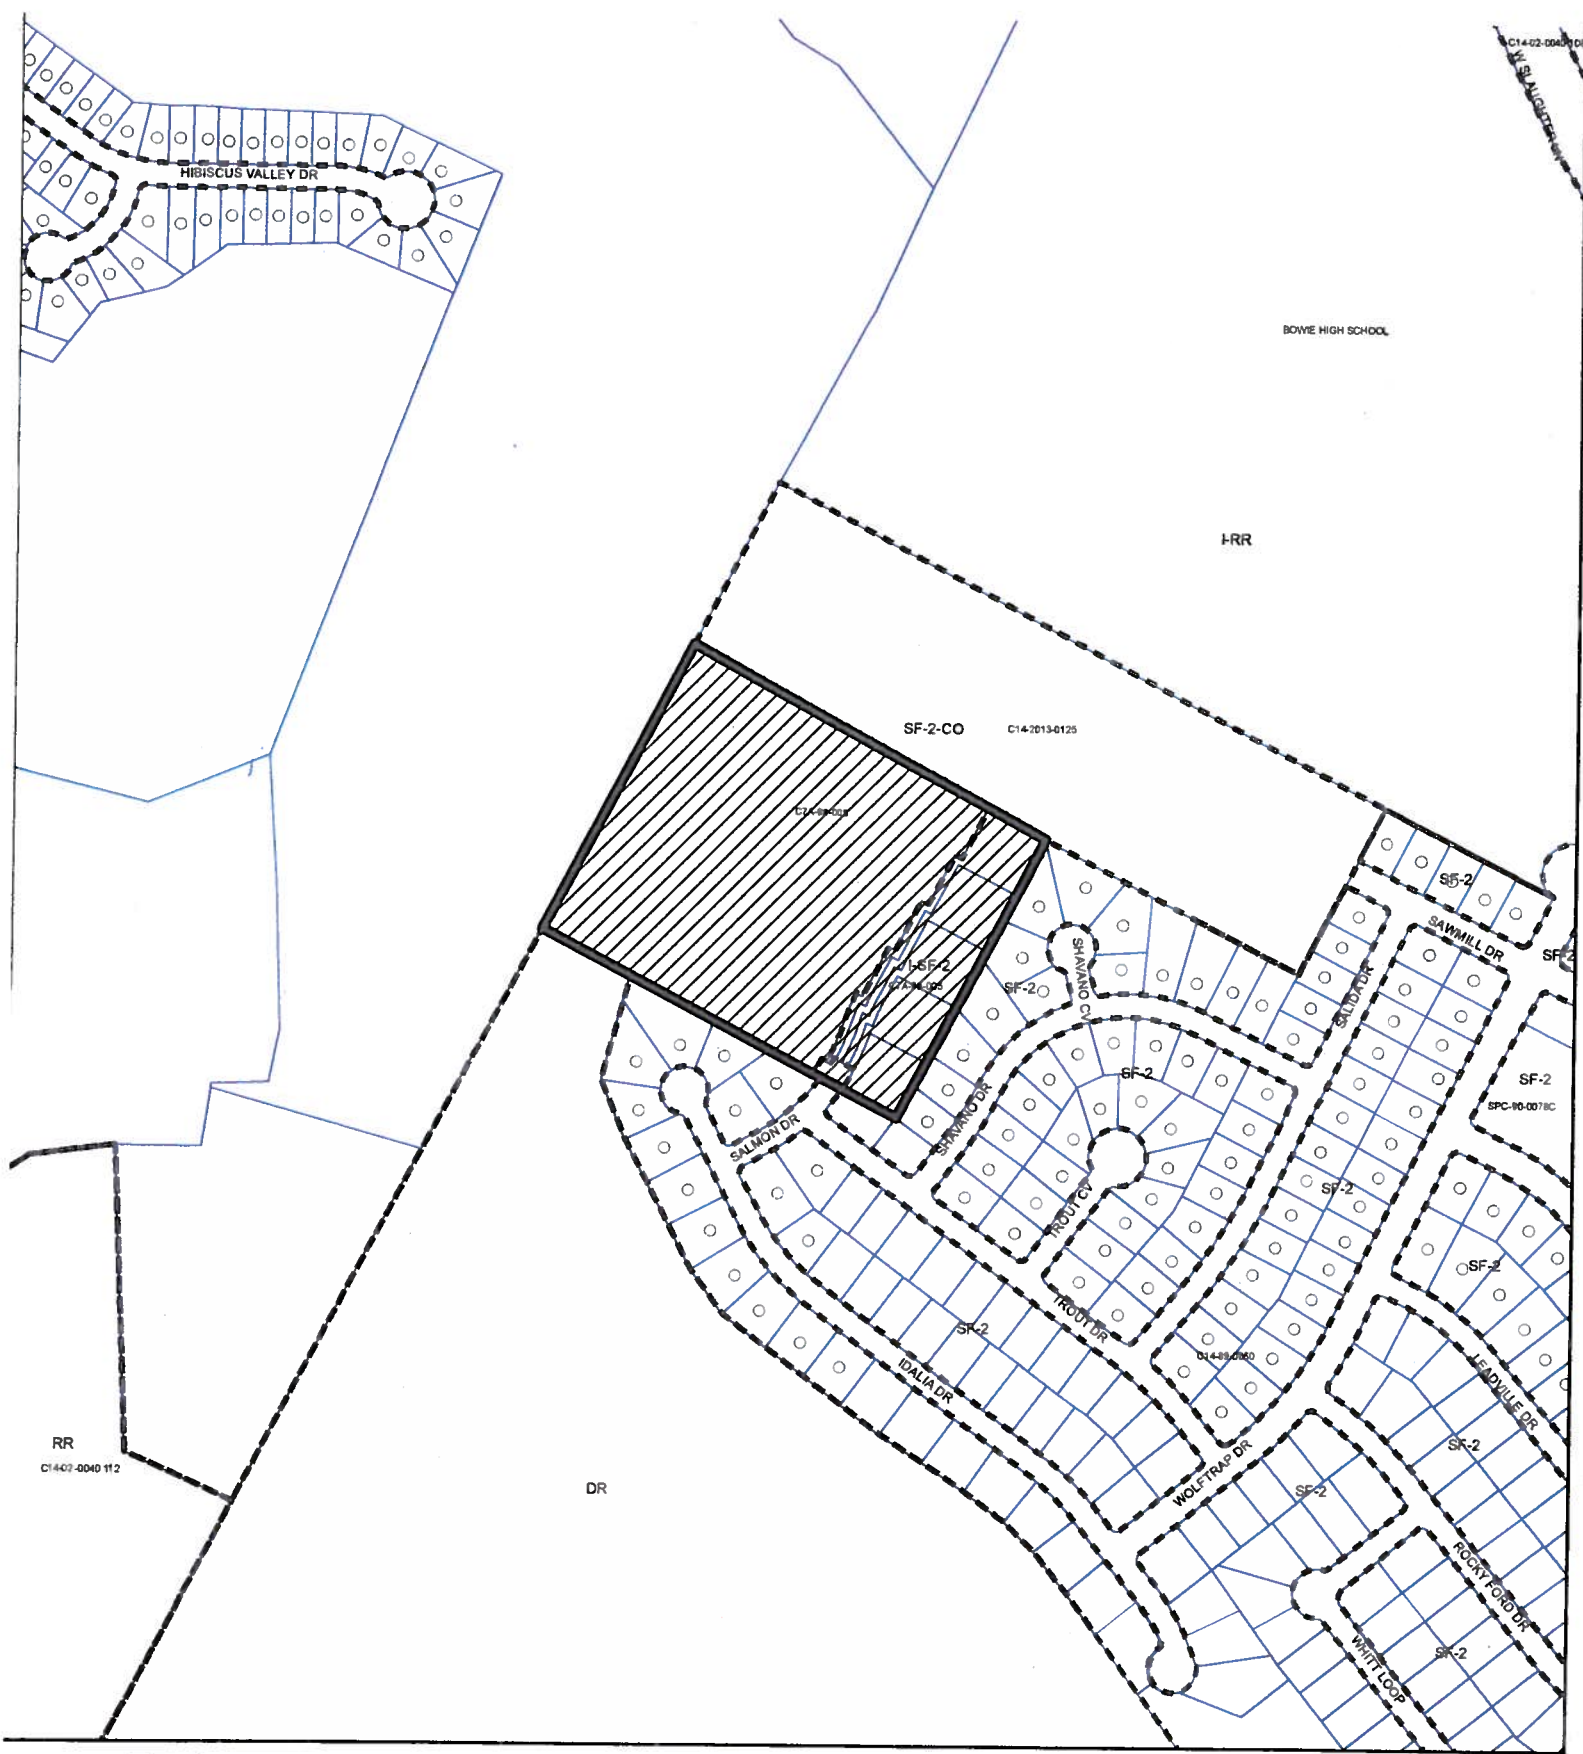 C14-02-0040
W SLAUGHTER LN
HIBISCUS VALLEY DR
BOWIE HIGH SCHOOL
I-RR
SF-2-CO
C14-2013-0125
SF-2
SAWMILL DR
SF-2
I-SF-2
SHAVANO CV
SF-2
SALIDA DR
SF-2
SF-2
SPC-90-0078C
SHAVANO DR
SALMON DR
TROUT CV
SF-2
SF-2
TROUT DR
SF-2
IDALIA DR
LEADVILLE DR
RR
C14-02-0040 112
DR
WOLFTRAP DR
SF-2
SF-2
ROCKY FORD DR
WHITT LOOP
SF-2